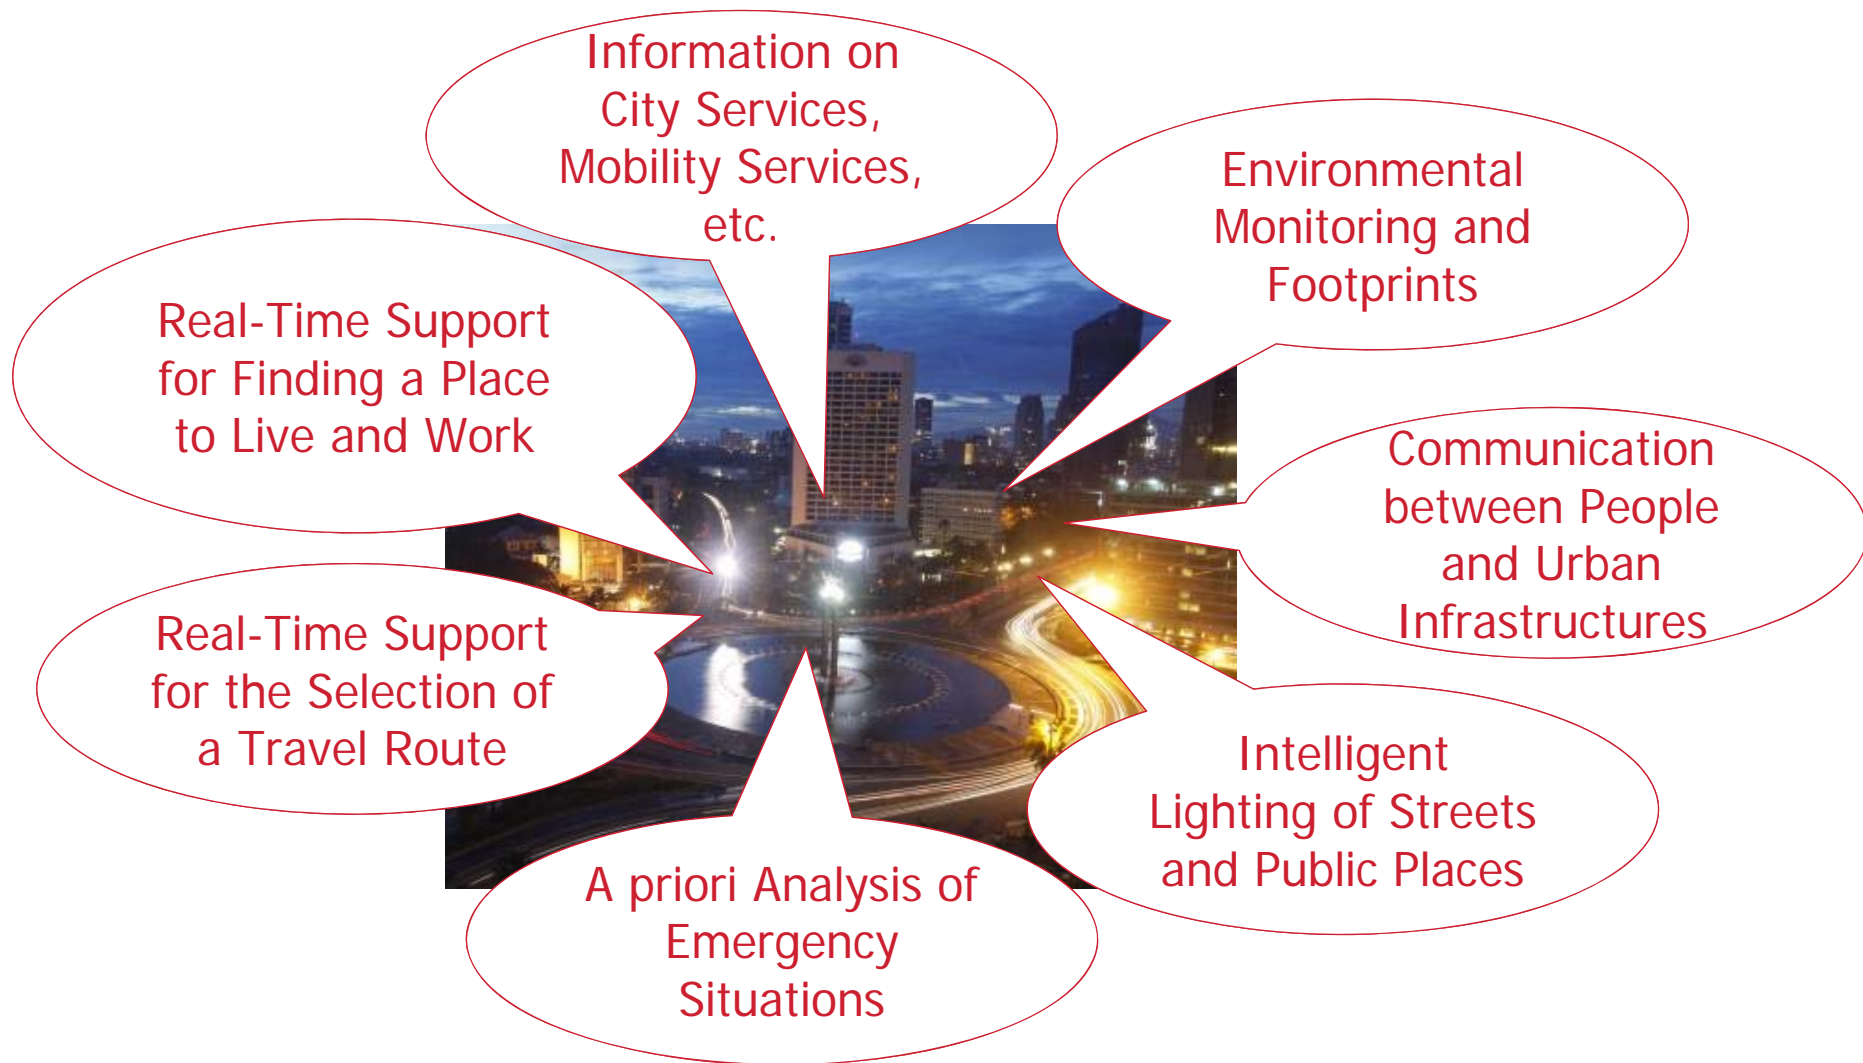 Information on
City Services,
Mobility Services,
etc.
Environmental
Monitoring and
Footprints
Real-Time Support
for Finding a Place
to Live and Work
Communication
between People
and Urban
Infrastructures
Real-Time Support
for the Selection of
a Travel Route
Intelligent
Lighting of Streets
and Public Places
A priori Analysis of
Emergency
Situations